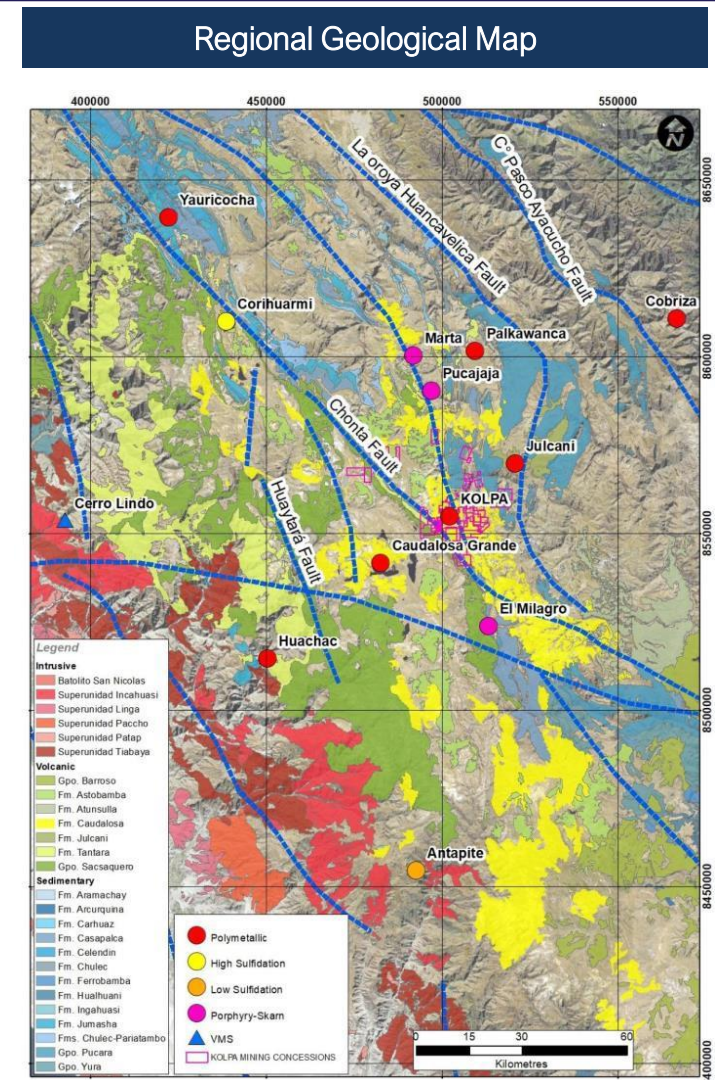 Regional Geological Map
400000
450000
500000
550000
N
8650000
La oroya Huancavelica Fault
C° Pasco Ayacucho Fault
Yauricocha
Corihuarmi
Cobriza
Marta
Palkawanca
8600000
Pucajaja
Chonta Fault
Julcani
KOLPA
Cerro Lindo
Huaytará Fault
8550000
Caudalosa Grande
El Milagro
Huachac
8500000
Antapite
8450000
8400000
Legend
Intrusive
Batolito San Nicolas
Superunidad Incahuasi
Superunidad Linga
Superunidad Paccho
Superunidad Patap
Superunidad Tiabaya
Volcanic
Gpo. Barroso
Fm. Astobamba
Fm. Atunsulla
Fm. Caudalosa
Fm. Julcani
Fm. Tantara
Gpo. Sacsaquero
Sedimentary
Fm. Aramachay
Fm. Arcurquina
Fm. Carhuaz
Fm. Casapalca
Fm. Celendin
Fm. Chulec
Fm. Ferrobamba
Fm. Hualhuani
Fm. Ingahuasi
Fm. Jumasha
Fms. Chulec-Pariatambo
Gpo. Pucara
Gpo. Yura
Polymetallic
High Sulfidation
Low Sulfidation
Porphyry-Skarn
VMS
KOLPA MINING CONCESSIONS
0 15 30 60
Kilometres